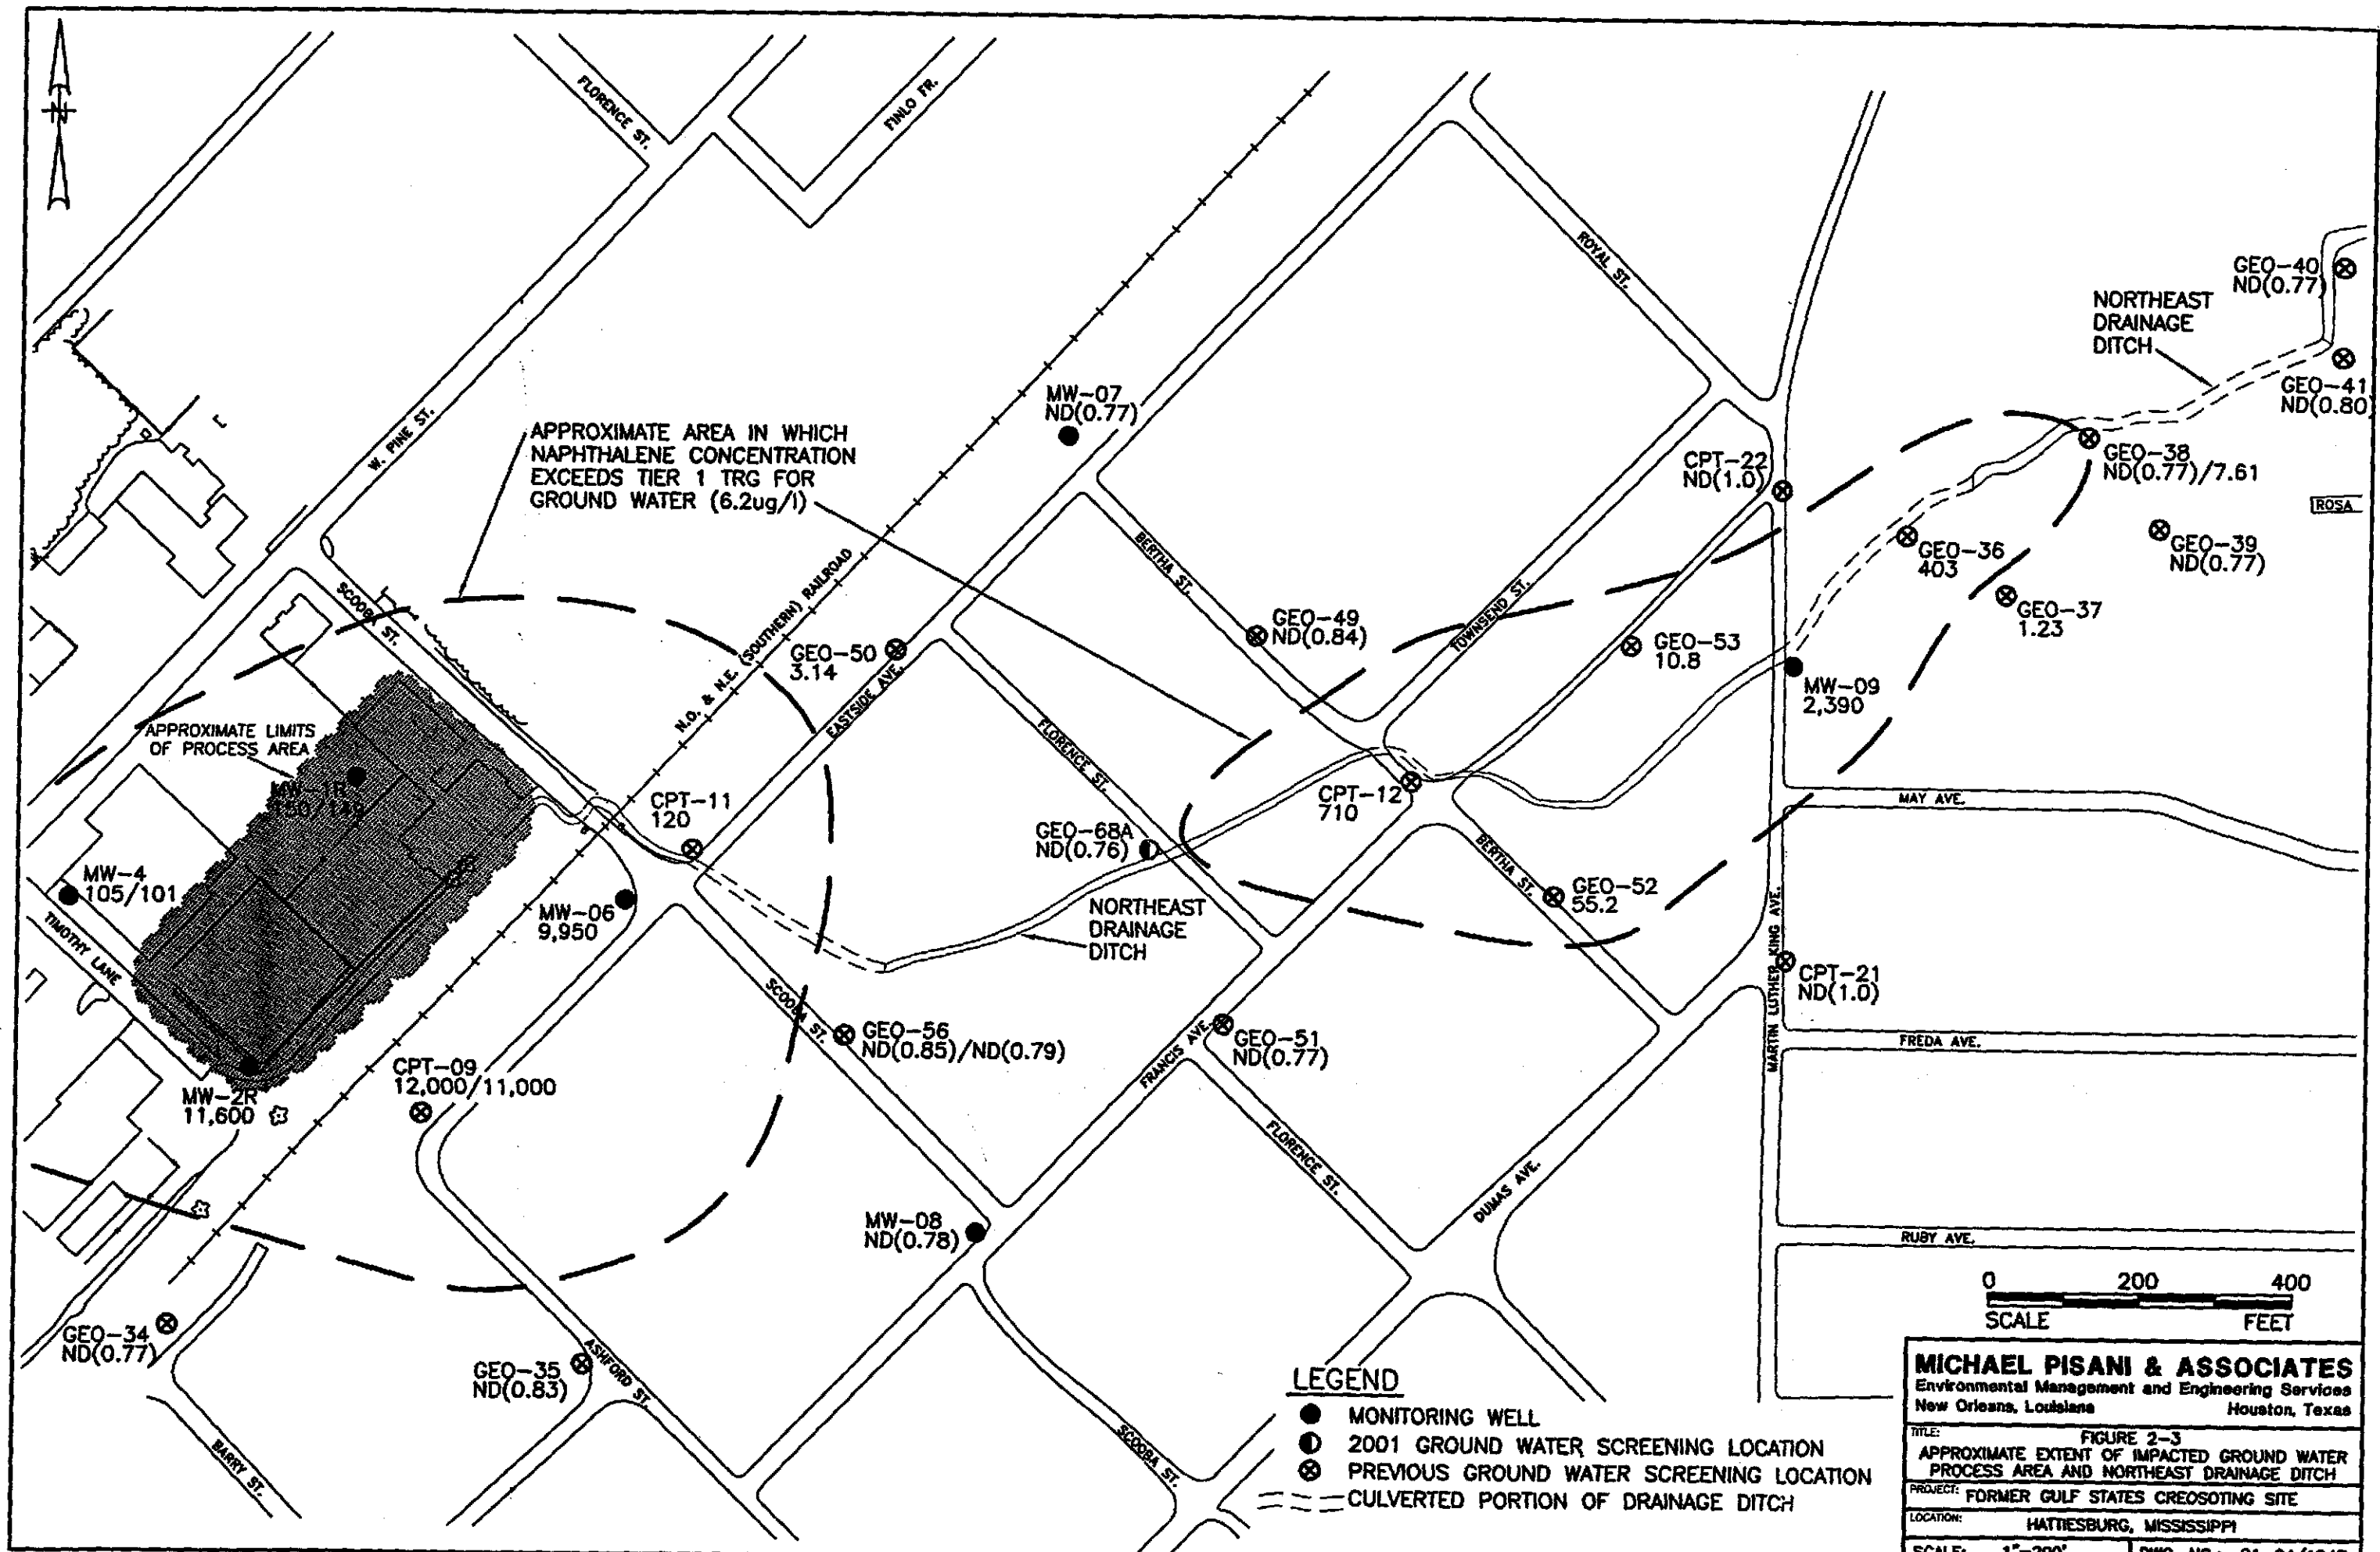 N
FLORENCE ST.
FINLO FR.
ROYAL ST.
GEO-40
ND(0.77)
NORTHEAST
DRAINAGE
DITCH
GEO-41
ND(0.80)
MW-07
ND(0.77)
W. PINE ST.
APPROXIMATE AREA IN WHICH
NAPHTHALENE CONCENTRATION
EXCEEDS TIER 1 TRG FOR
GROUND WATER (6.2ug/l)
CPT-22
ND(1.0)
GEO-38
ND(0.77)/7.61
ROSA
GEO-39
ND(0.77)
GEO-36
403
GEO-37
1.23
BERTHA ST.
SCOOBA ST.
N.O. & N.E. (SOUTHERN) RAILROAD
GEO-50
3.14
EASTSIDE AVE.
GEO-49
ND(0.84)
TOWNSEND ST.
GEO-53
10.8
MW-09
2,390
APPROXIMATE LIMITS
OF PROCESS AREA
MW-1R
150/149
FLORENCE ST.
CPT-11
120
CPT-12
710
MAY AVE.
GEO-68A
ND(0.76)
BERTHA ST.
MW-4
105/101
TIMOTHY LANE
MW-06
9,950
NORTHEAST
DRAINAGE
DITCH
GEO-52
55.2
MARTIN LUTHER KING AVE.
CPT-21
ND(1.0)
SCOOBA ST.
GEO-56
ND(0.85)/ND(0.79)
FRANCIS AVE.
GEO-51
ND(0.77)
FREDA AVE.
CPT-09
12,000/11,000
MW-2R
11,600
FLORENCE ST.
DUMAS AVE.
MW-08
ND(0.78)
RUBY AVE.
0 200 400
SCALE FEET
GEO-34
ND(0.77)
GEO-35
ND(0.83)
ASHFORD ST.
BARRY ST.
SCOOBA ST.
LEGEND
MONITORING WELL
2001 GROUND WATER SCREENING LOCATION
PREVIOUS GROUND WATER SCREENING LOCATION
CULVERTED PORTION OF DRAINAGE DITCH
MICHAEL PISANI & ASSOCIATES
Environmental Management and Engineering Services
New Orleans, Louisiana Houston, Texas
TITLE: FIGURE 2-3
APPROXIMATE EXTENT OF IMPACTED GROUND WATER
PROCESS AREA AND NORTHEAST DRAINAGE DITCH
PROJECT: FORMER GULF STATES CREOSOTING SITE
LOCATION: HATTIESBURG, MISSISSIPPI
SCALE: 1"=200'